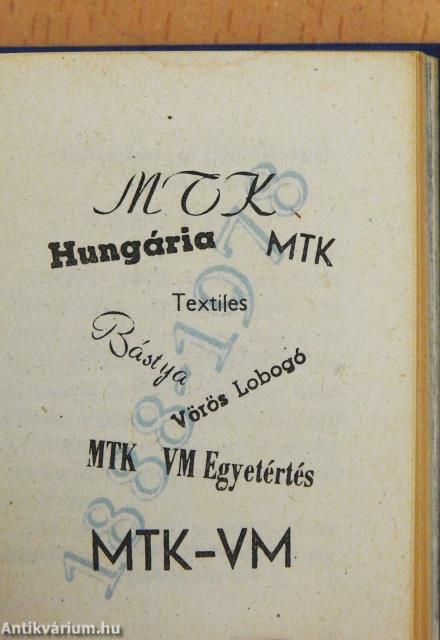 MTK
Hungária MTK
Textiles
Bástya
Vörös Lobogó
MTK VM Egyetértés
MTK-VM
1888-1978
Antikvárium.hu